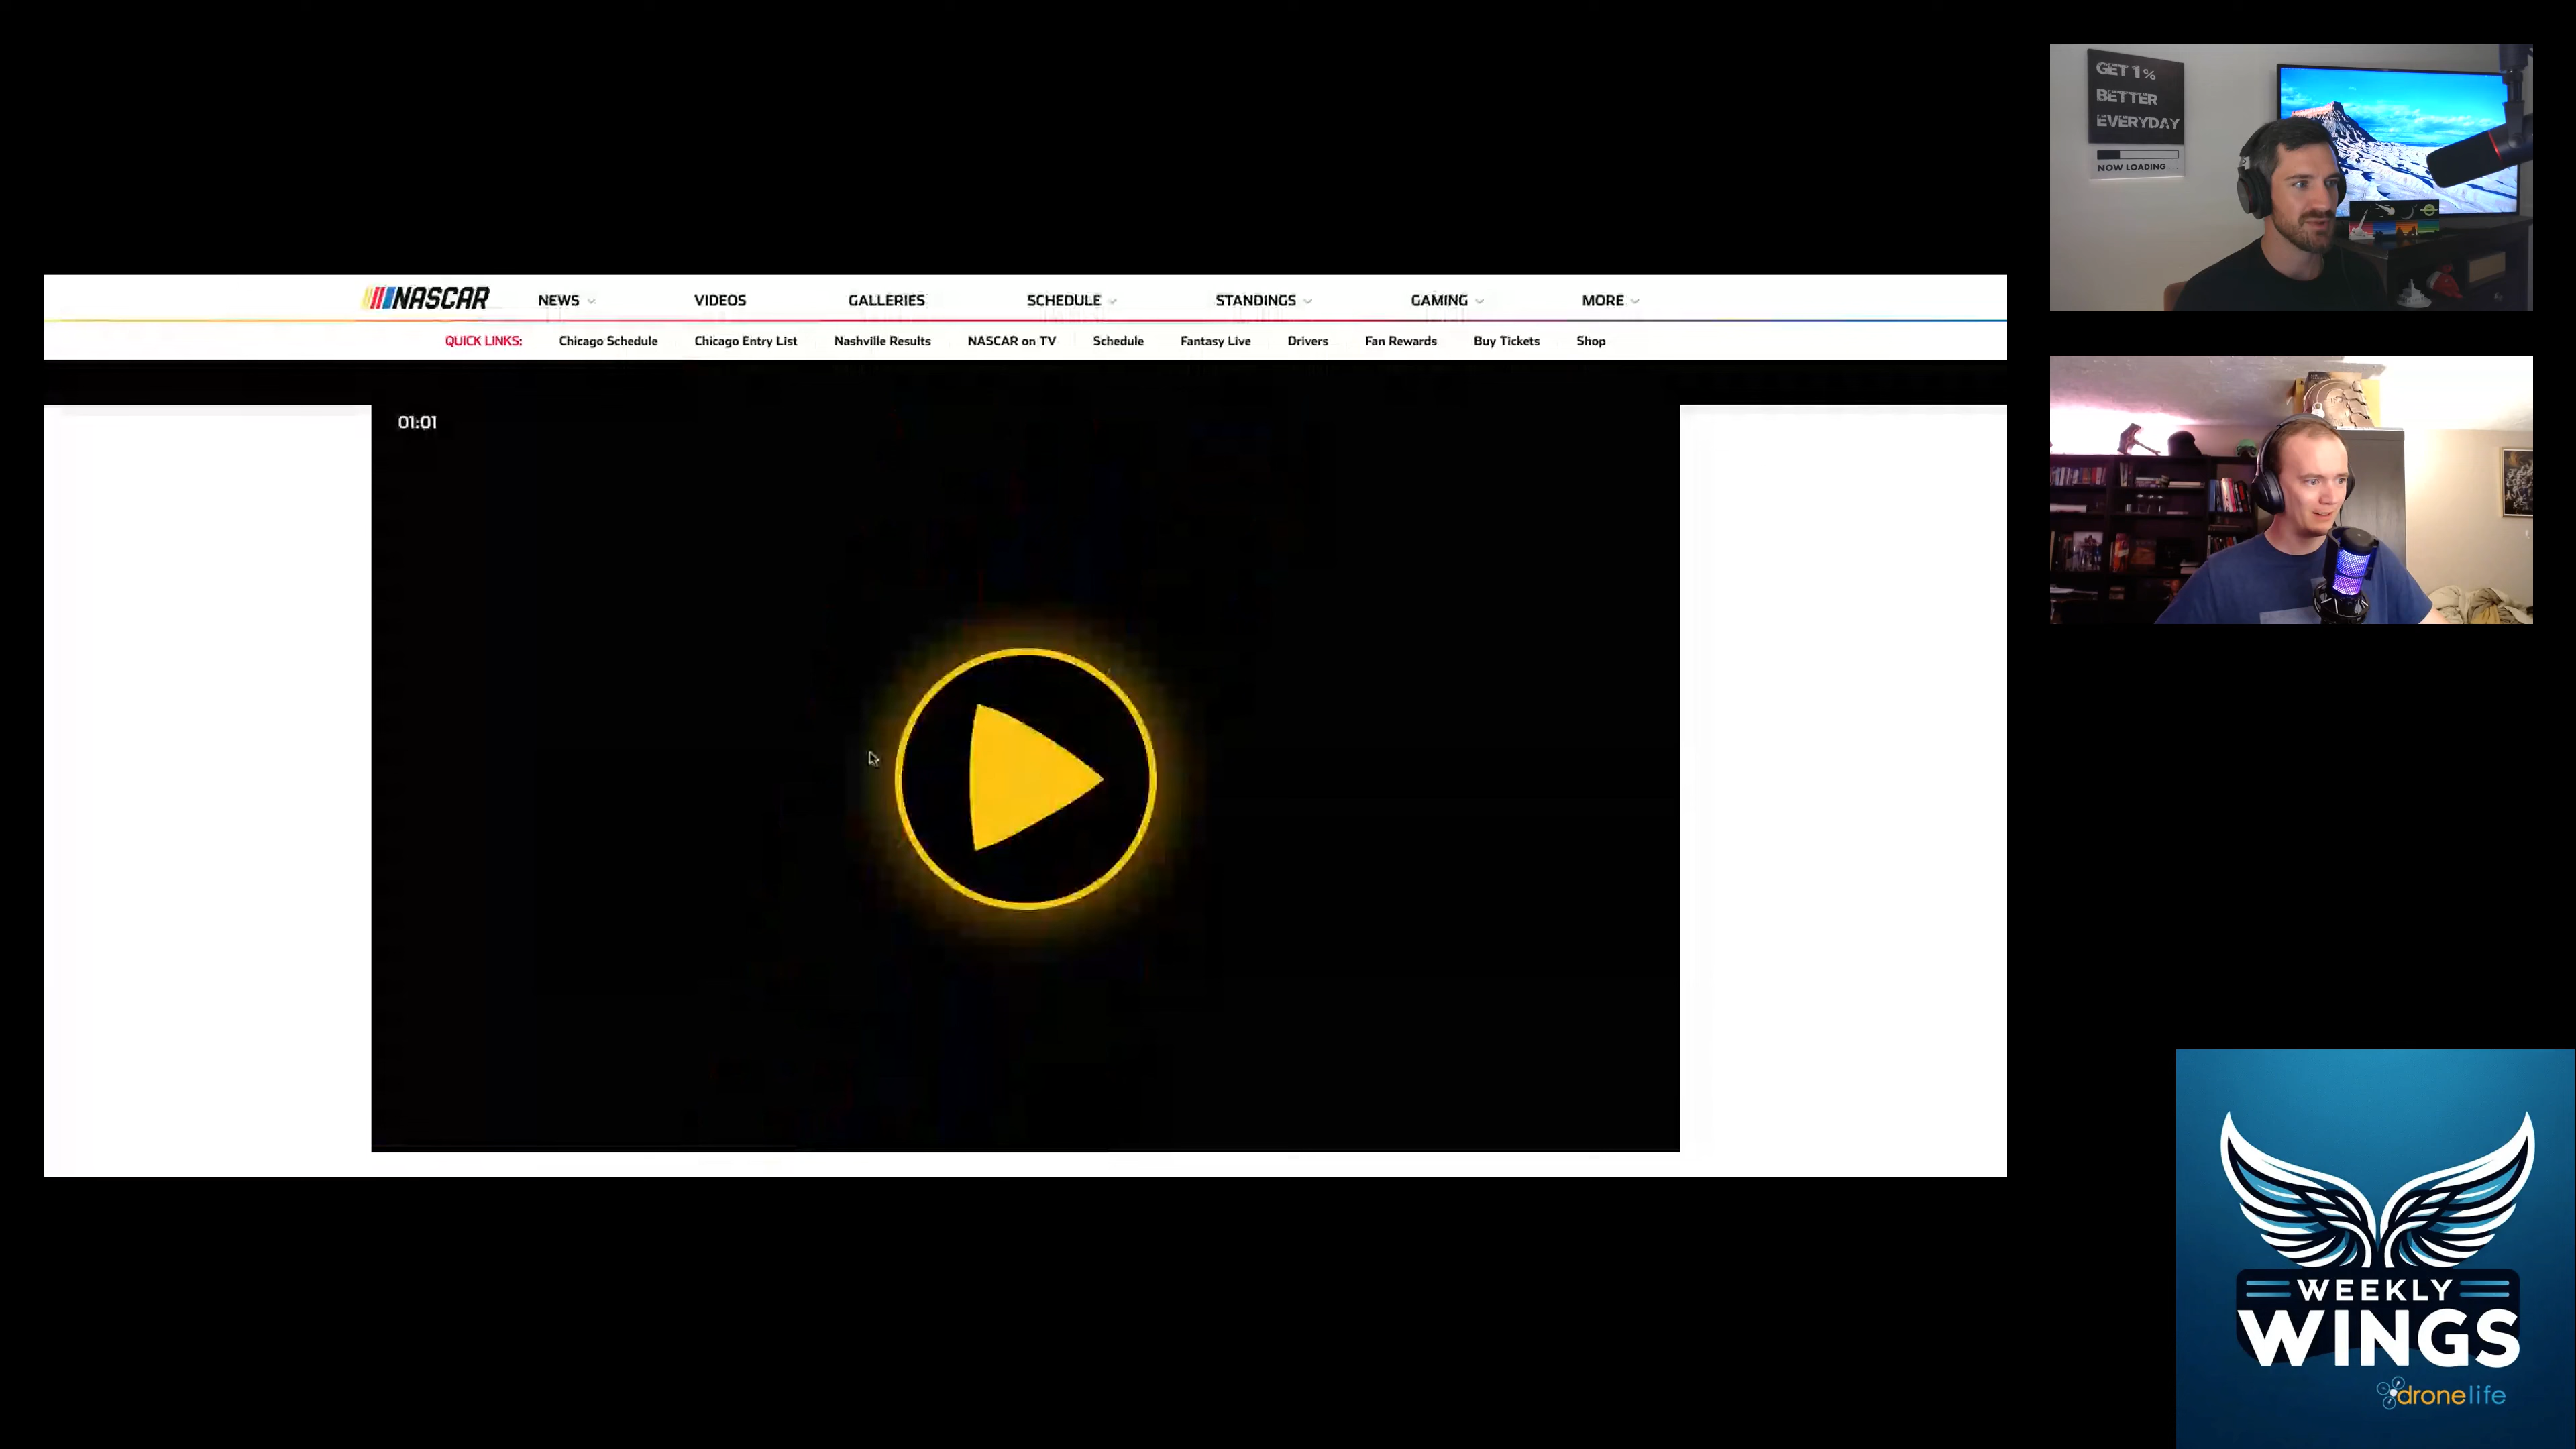 NASCAR NEWS VIDEOS GALLERIES SCHEDULE STANDINGS GAMING MORE
QUICK LINKS: Chicago Schedule Chicago Entry List Nashville Results NASCAR on TV Schedule Fantasy Live Drivers Fan Rewards Buy Tickets Shop
01:01
GET 1%
BETTER
EVERYDAY
NOW LOADING...
WEEKLY
WINGS
dronelife